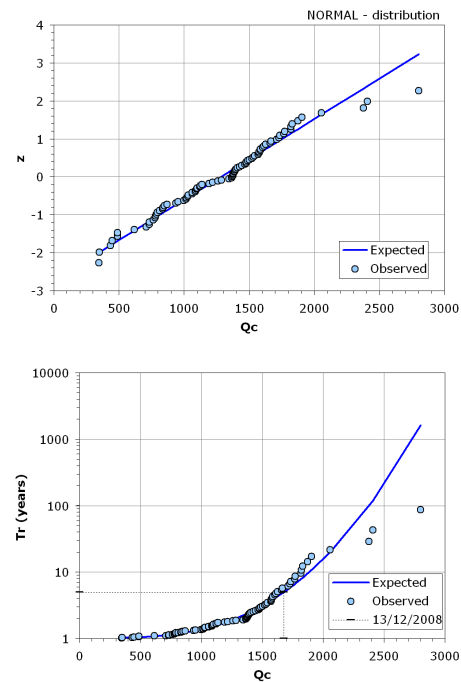 NORMAL - distribution
4
3
2
1
0
-1
-2
-3
z
0 500 1000 1500 2000 2500 3000
Qc
Expected
Observed
10000
1000
100
10
1
Tr (years)
0 500 1000 1500 2000 2500 3000
Qc
Expected
Observed
13/12/2008